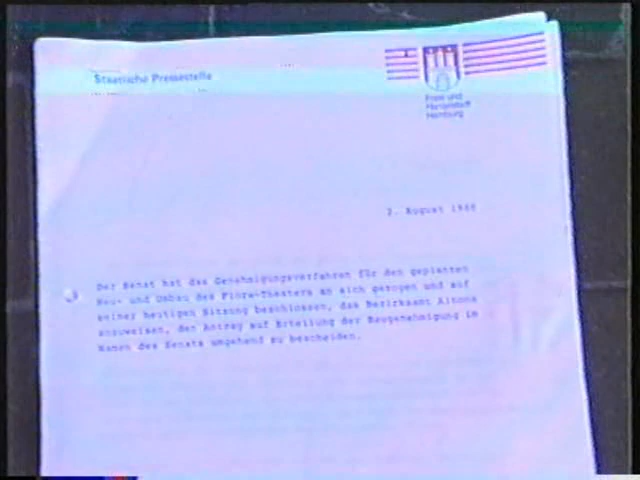 Staatliche Pressestelle
Freie und
Hansestadt
Hamburg
2. August 1988
Der Senat hat das Genehmigungsverfahren für den geplanten
Neu- und Umbau des Flora-Theaters an sich gezogen und auf
seiner heutigen Sitzung beschlossen, das Bezirksamt Altona
anzuweisen, den Antrag auf Erteilung der Baugenehmigung im
Namen des Senats umgehend zu bescheiden.